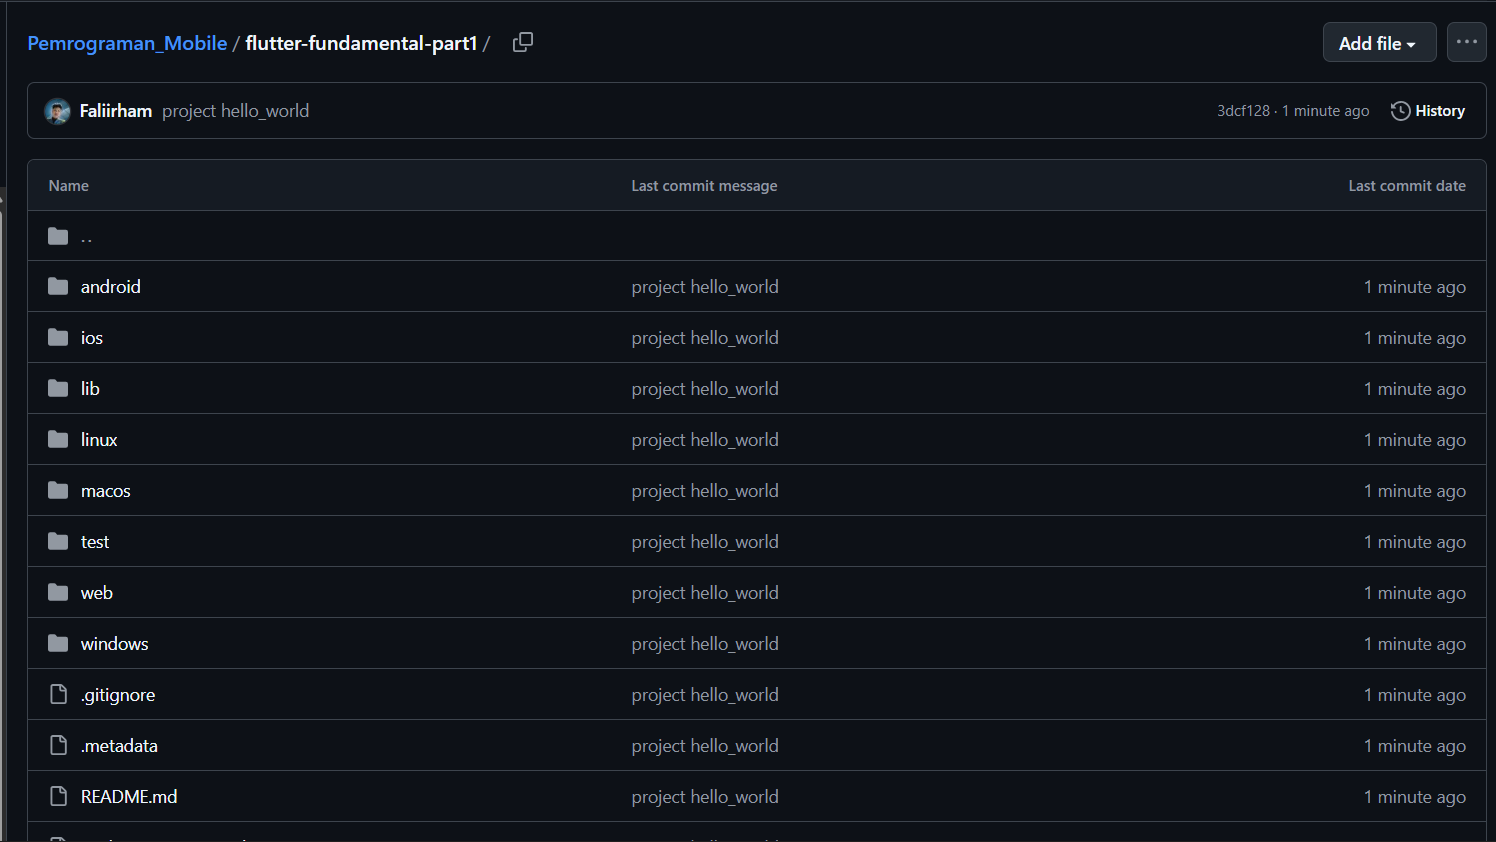 Pemrograman_Mobile / flutter-fundamental-part1 /
Add file
Faliirham project hello_world
3dcf128 · 1 minute ago History
Name Last commit message Last commit date
..
android project hello_world 1 minute ago
ios project hello_world 1 minute ago
lib project hello_world 1 minute ago
linux project hello_world 1 minute ago
macos project hello_world 1 minute ago
test project hello_world 1 minute ago
web project hello_world 1 minute ago
windows project hello_world 1 minute ago
.gitignore project hello_world 1 minute ago
.metadata project hello_world 1 minute ago
README.md project hello_world 1 minute ago